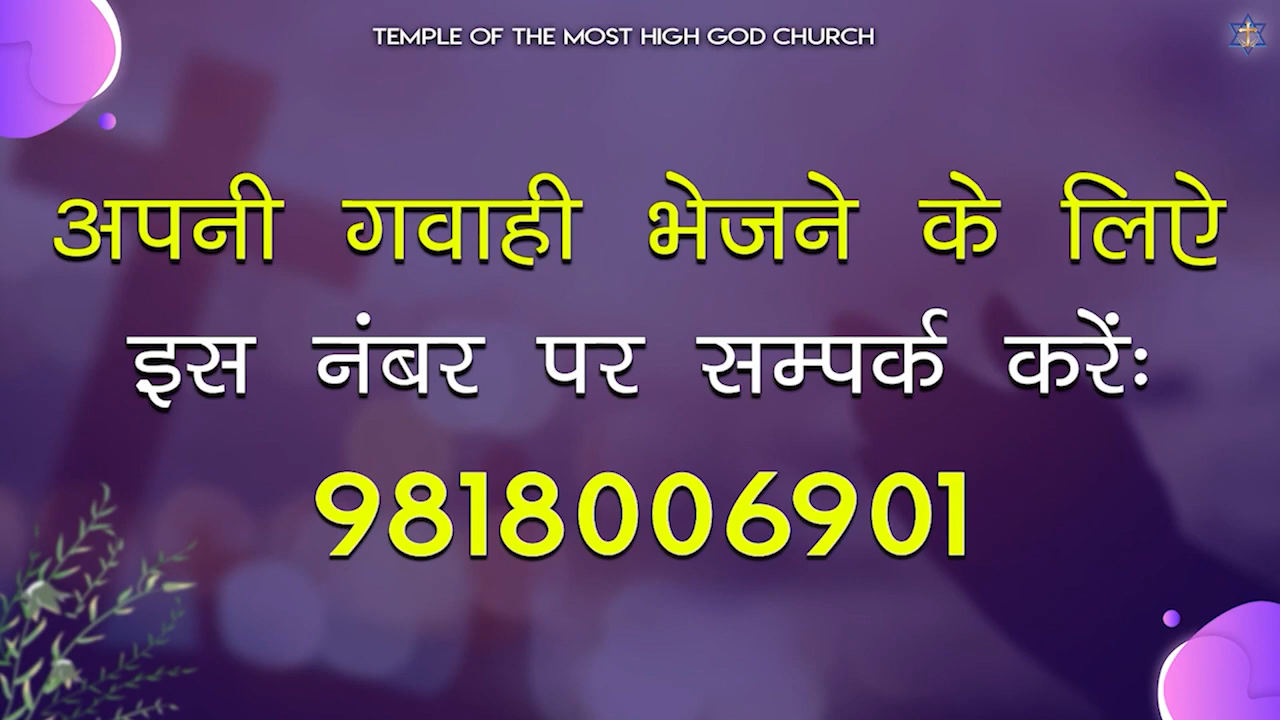 TEMPLE OF THE MOST HIGH GOD CHURCH
अपनी गवाही भेजने के लिऐ
इस नंबर पर सम्पर्क करेंः
9818006901